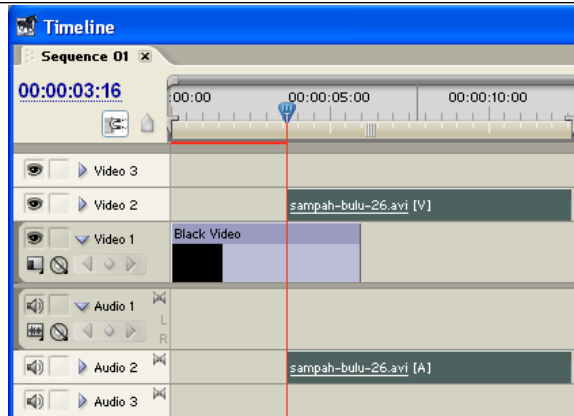 Timeline
Sequence 01
00:00:03:16
:00:00 00:00:05:00 00:00:10:00
Video 3
Video 2
sampah-bulu-26.avi [V]
Video 1
Black Video
Audio 1
L
R
Audio 2
sampah-bulu-26.avi [A]
Audio 3